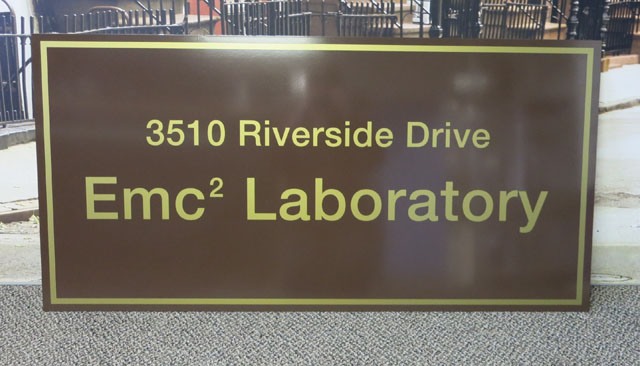 3510 Riverside Drive
Emc² Laboratory